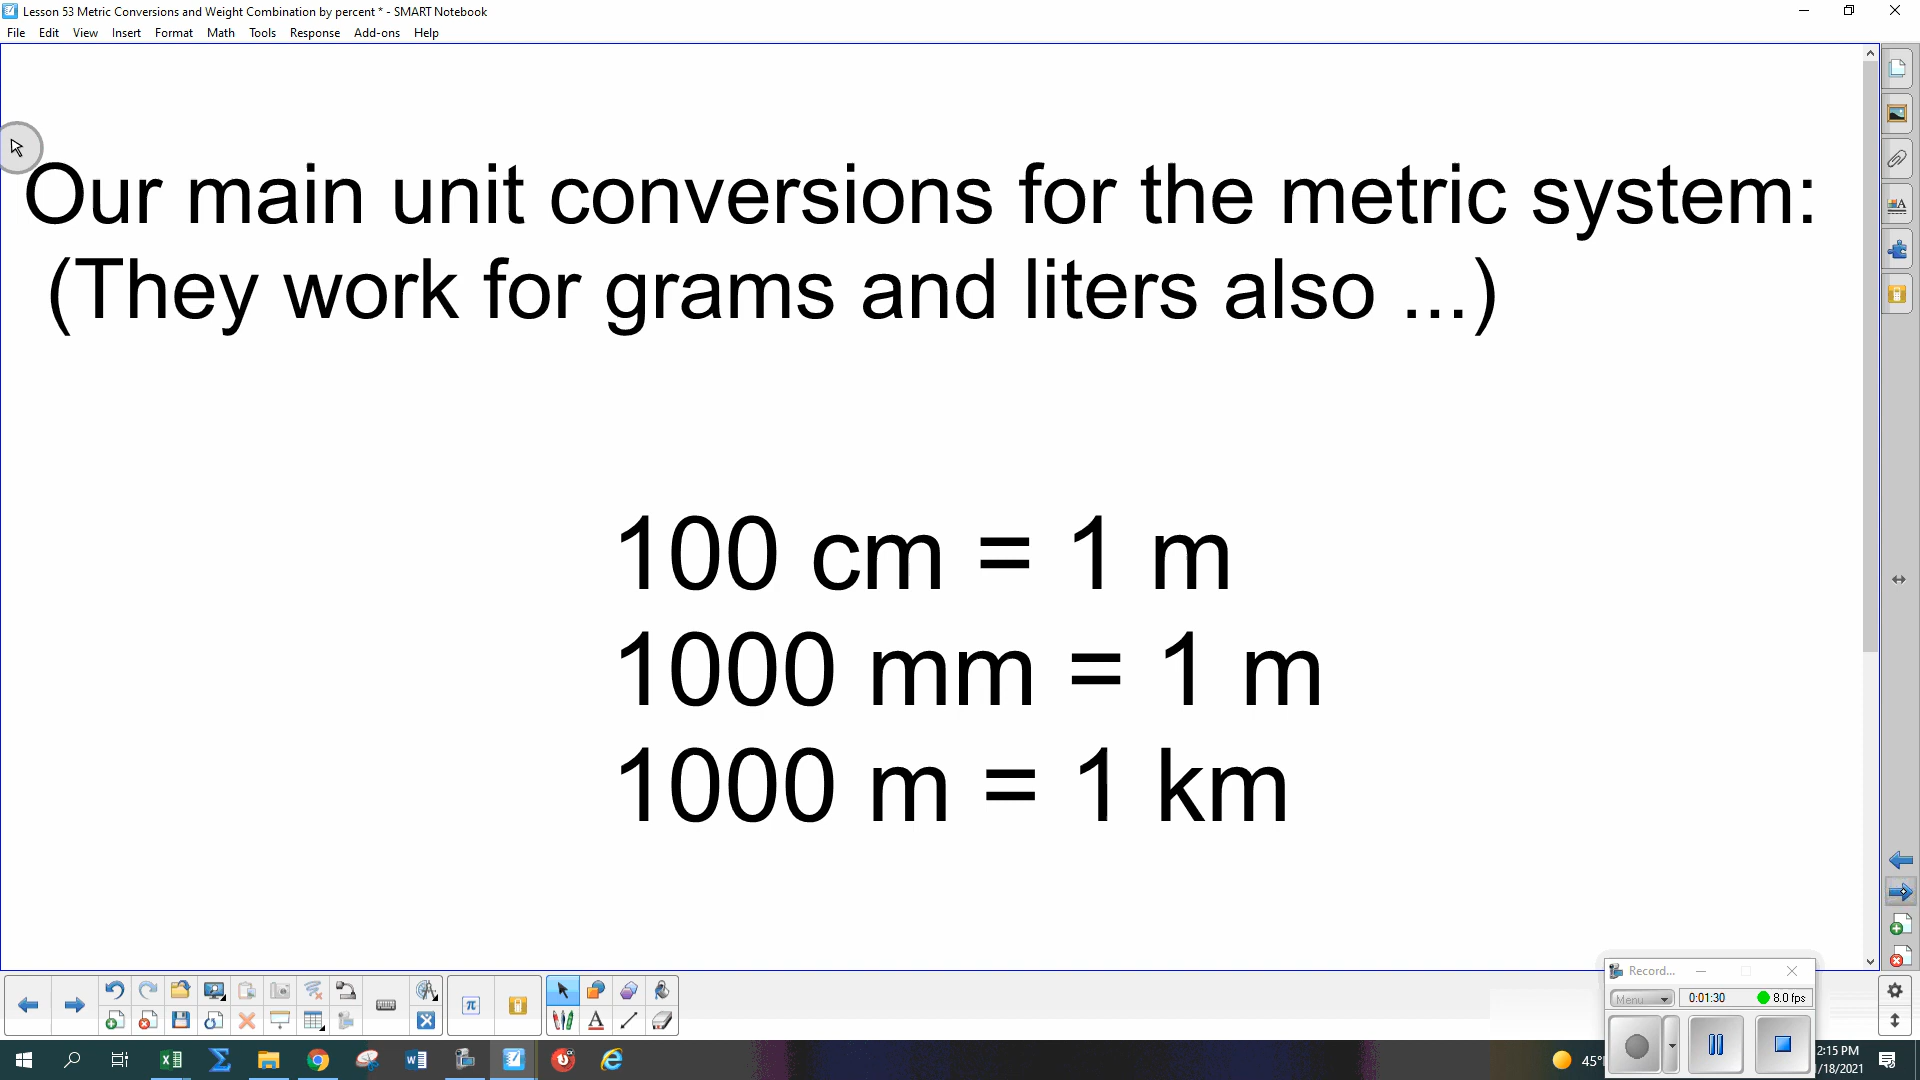 Lesson 53 Metric Conversions and Weight Combination by percent * - SMART Notebook
File Edit View Insert Format Math Tools Response Add-ons Help
Our main unit conversions for the metric system:
(They work for grams and liters also ...)
100 cm = 1 m
1000 mm = 1 m
1000 m = 1 km
Record...
Menu 0:01:30 8.0 fps
45°
2:15 PM
/18/2021